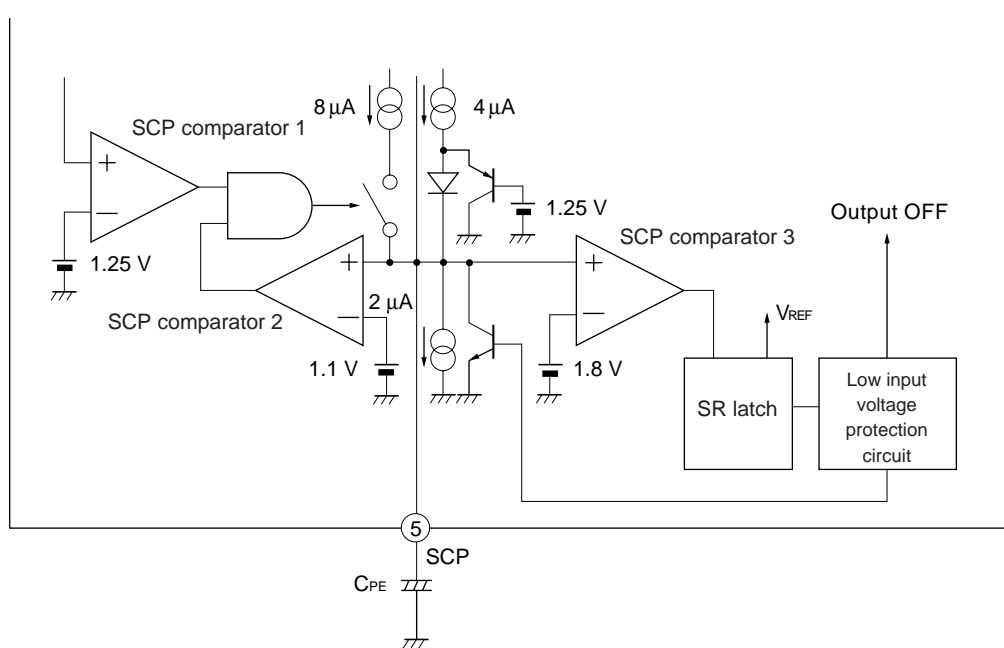 8 μA
4 μA
SCP comparator 1
+
−
1.25 V
1.25 V
Output OFF
SCP comparator 3
+
−
SCP comparator 2
2 μA
1.1 V
+
−
1.8 V
VREF
SR latch
Low input
voltage
protection
circuit
5
SCP
CPE